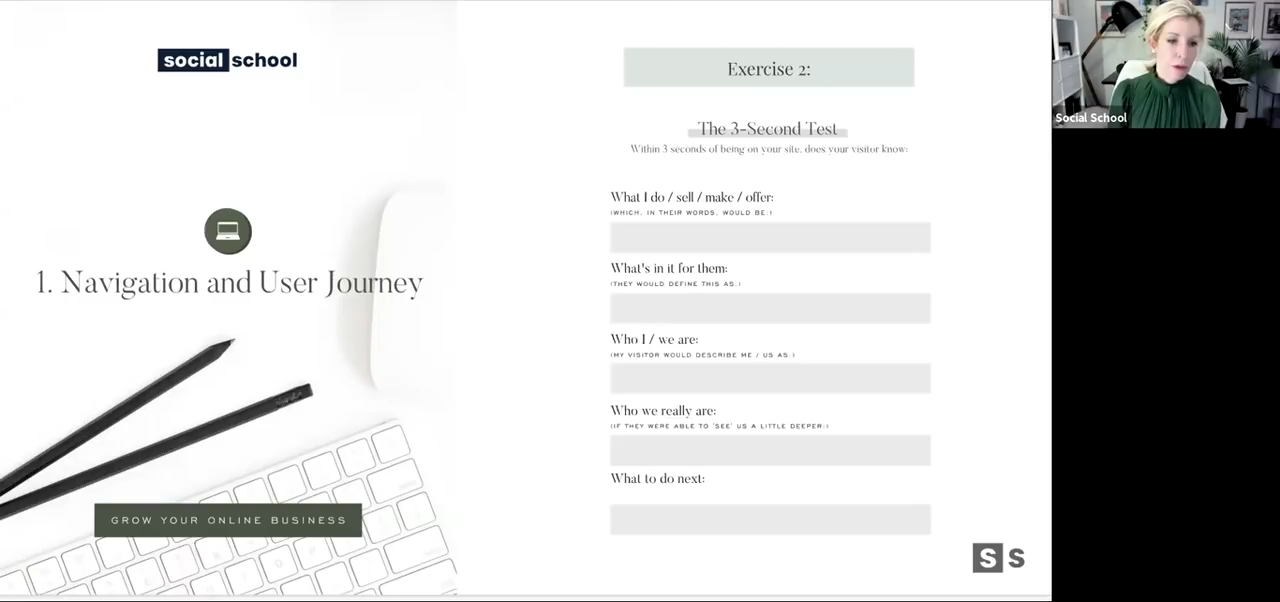 social school
1. Navigation and User Journey
GROW YOUR ONLINE BUSINESS
Exercise 2:
The 3-Second Test
Within 3 seconds of being on your site, does your visitor know:
What I do / sell / make / offer:
(WHICH, IN THEIR WORDS, WOULD BE:)
What's in it for them:
(THEY WOULD DEFINE THIS AS:)
Who I / we are:
(MY VISITOR WOULD DESCRIBE ME / US AS:)
Who we really are:
(IF THEY WERE ABLE TO 'SEE' US A LITTLE DEEPER:)
What to do next:
S S
Social School